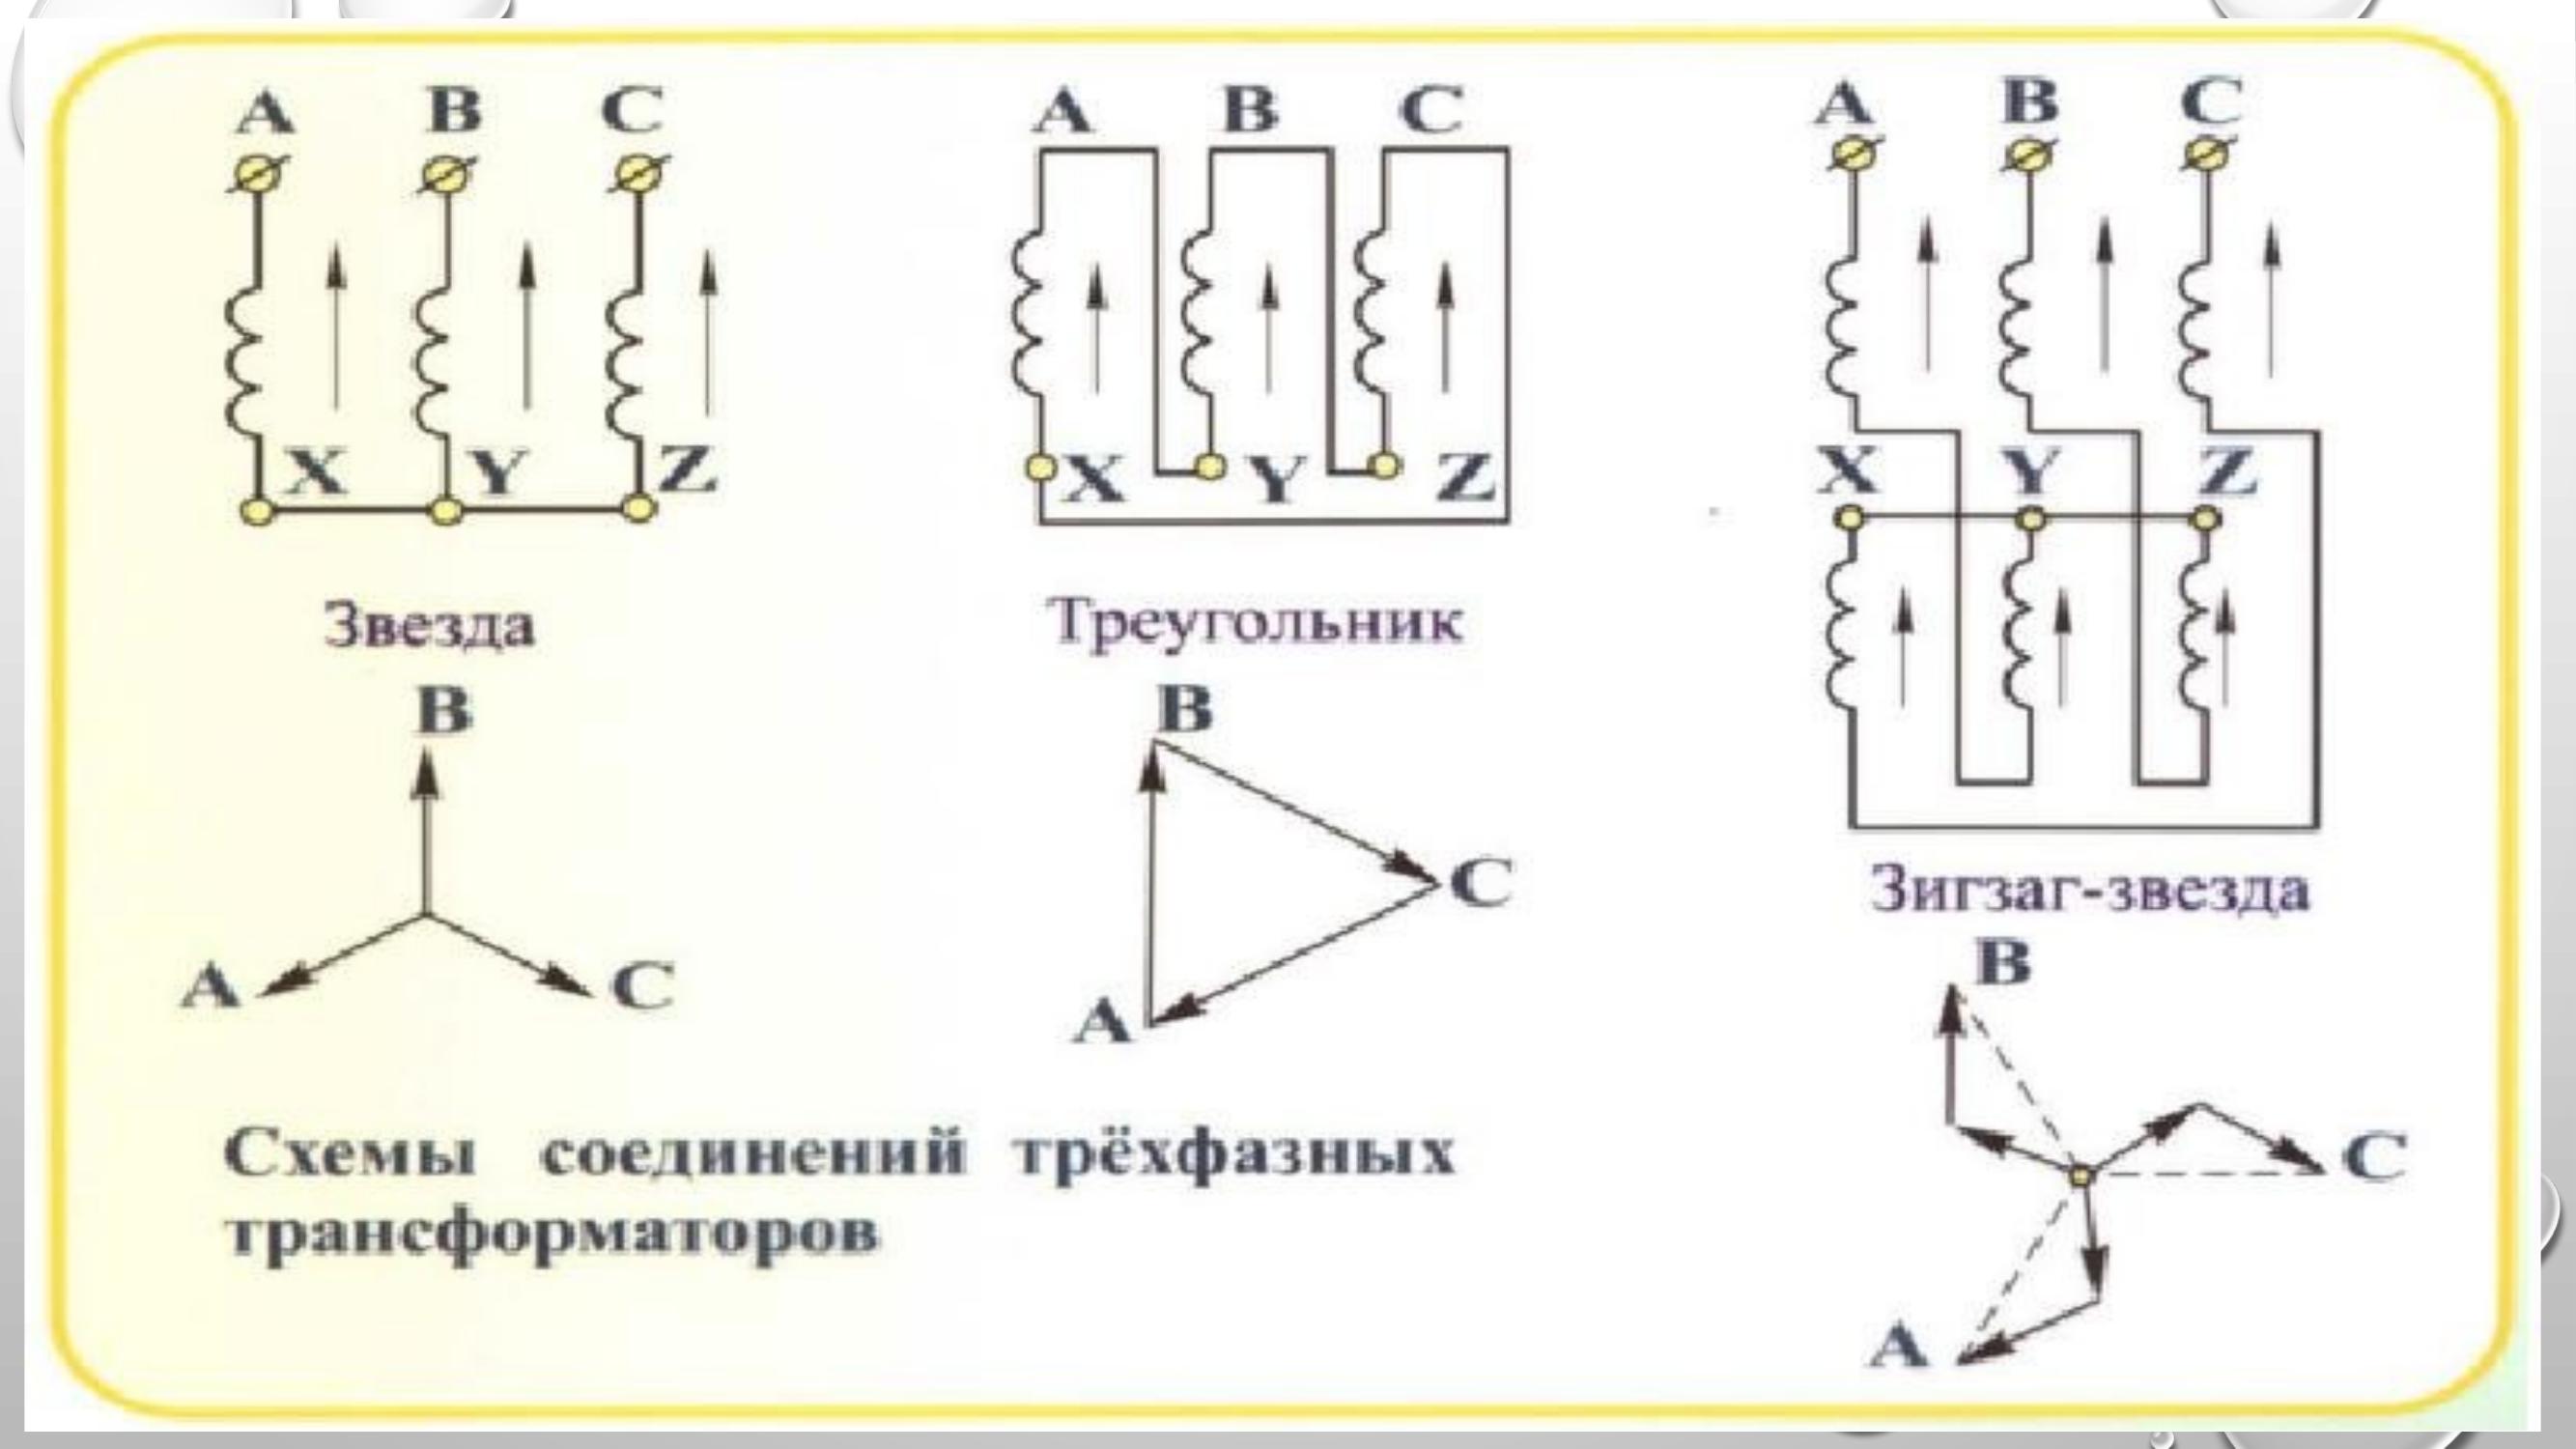 A B C
X Y Z
Звезда
B
A C
A B C
X Y Z
Треугольник
B
C
A
A B C
X Y Z
Зигзаг-звезда
B
C
A
Схемы соединений трёхфазных
трансформаторов